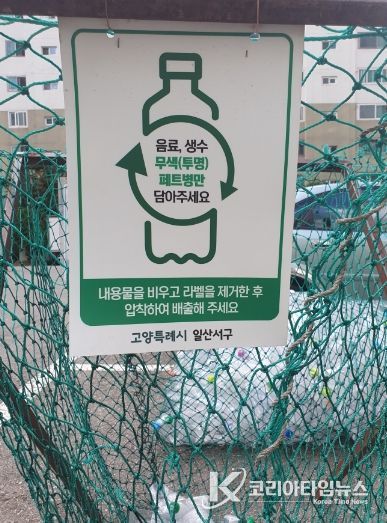 음료, 생수
무색(투명)
페트병만
담아주세요
내용물을 비우고 라벨을 제거한 후
압착하여 배출해 주세요
고양특례시 일산서구
코리아타임뉴스
Korea Time News